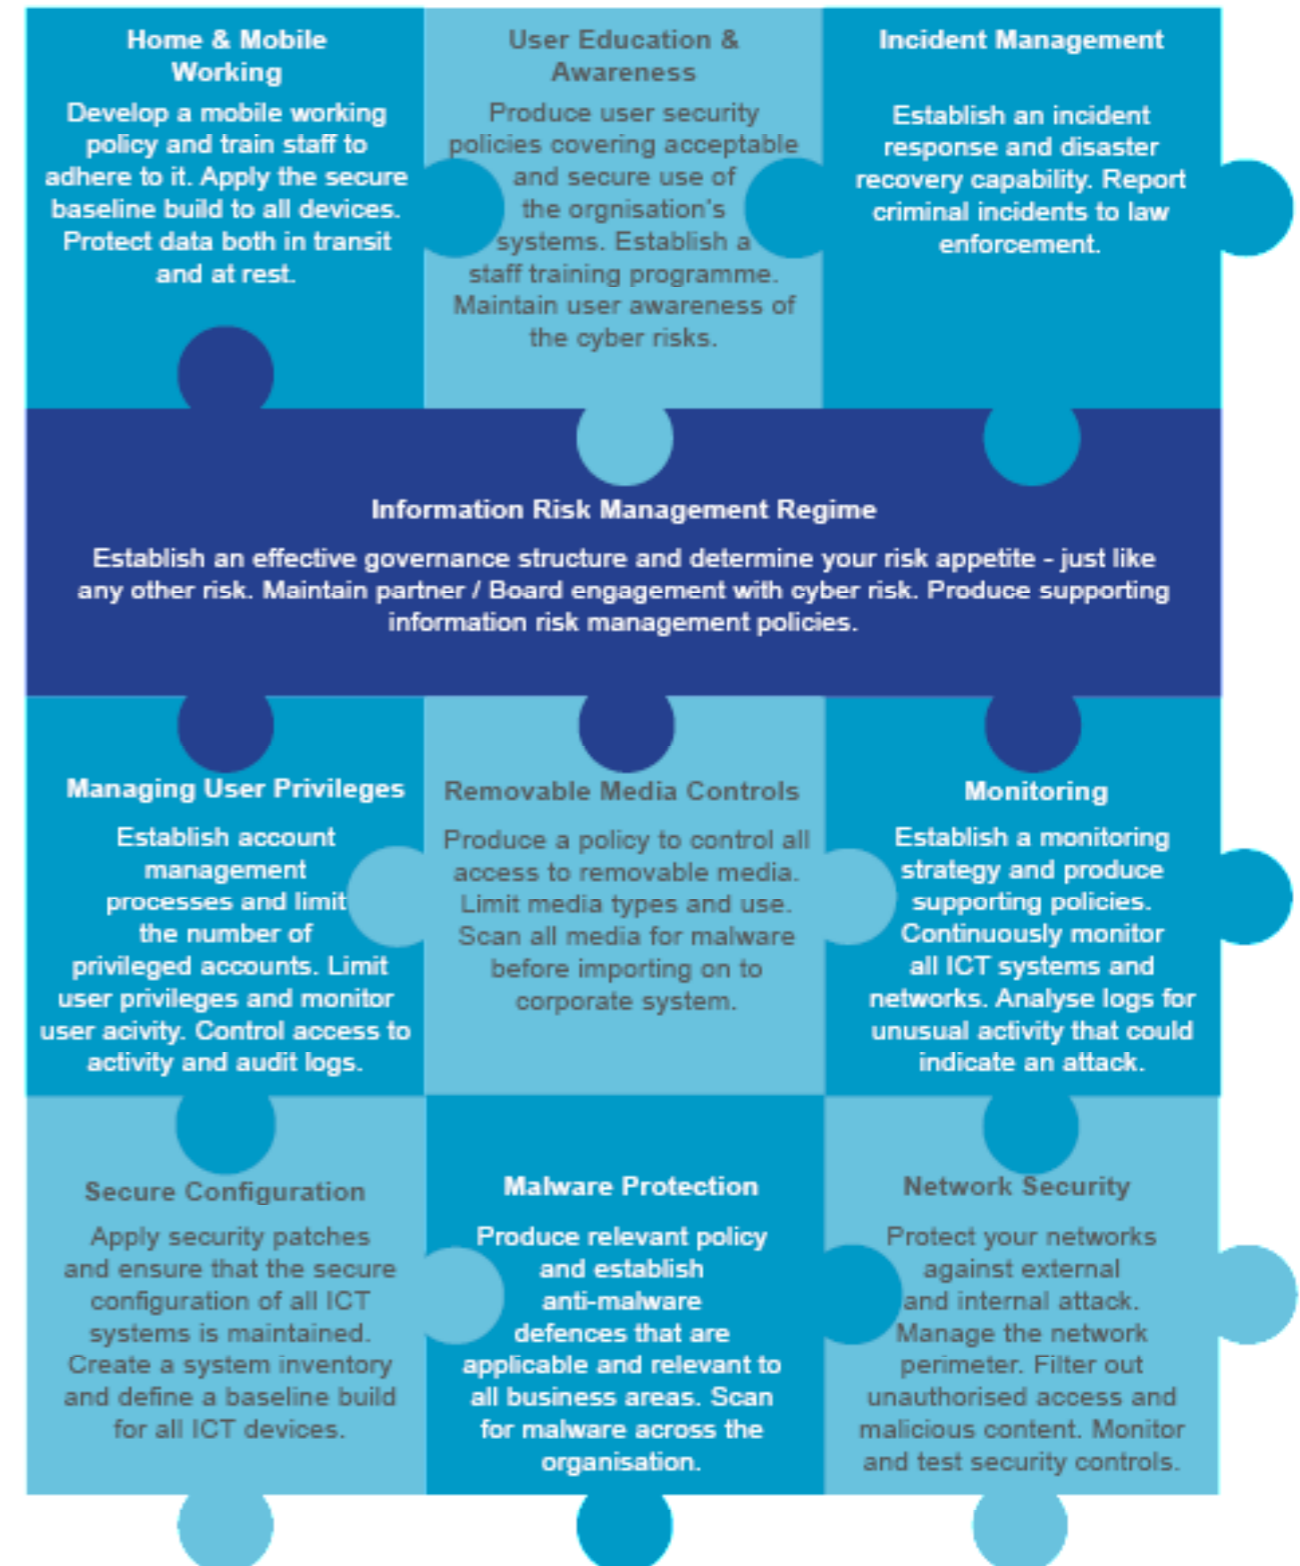 Home & Mobile
Working
Develop a mobile working
policy and train staff to
adhere to it. Apply the secure
baseline build to all devices.
Protect data both in transit
and at rest.
User Education &
Awareness
Produce user security
policies covering acceptable
and secure use of
the orgnisation's
systems. Establish a
staff training programme.
Maintain user awareness of
the cyber risks.
Incident Management
Establish an incident
response and disaster
recovery capability. Report
criminal incidents to law
enforcement.
Information Risk Management Regime
Establish an effective governance structure and determine your risk appetite - just like
any other risk. Maintain partner / Board engagement with cyber risk. Produce supporting
information risk management policies.
Managing User Privileges
Establish account
management
processes and limit
the number of
privileged accounts. Limit
user privileges and monitor
user acivity. Control access to
activity and audit logs.
Removable Media Controls
Produce a policy to control all
access to removable media.
Limit media types and use.
Scan all media for malware
before importing on to
corporate system.
Monitoring
Establish a monitoring
strategy and produce
supporting policies.
Continuously monitor
all ICT systems and
networks. Analyse logs for
unusual activity that could
indicate an attack.
Secure Configuration
Apply security patches
and ensure that the secure
configuration of all ICT
systems is maintained.
Create a system inventory
and define a baseline build
for all ICT devices.
Malware Protection
Produce relevant policy
and establish
anti-malware
defences that are
applicable and relevant to
all business areas. Scan
for malware across the
organisation.
Network Security
Protect your networks
against external
and internal attack.
Manage the network
perimeter. Filter out
unauthorised access and
malicious content. Monitor
and test security controls.